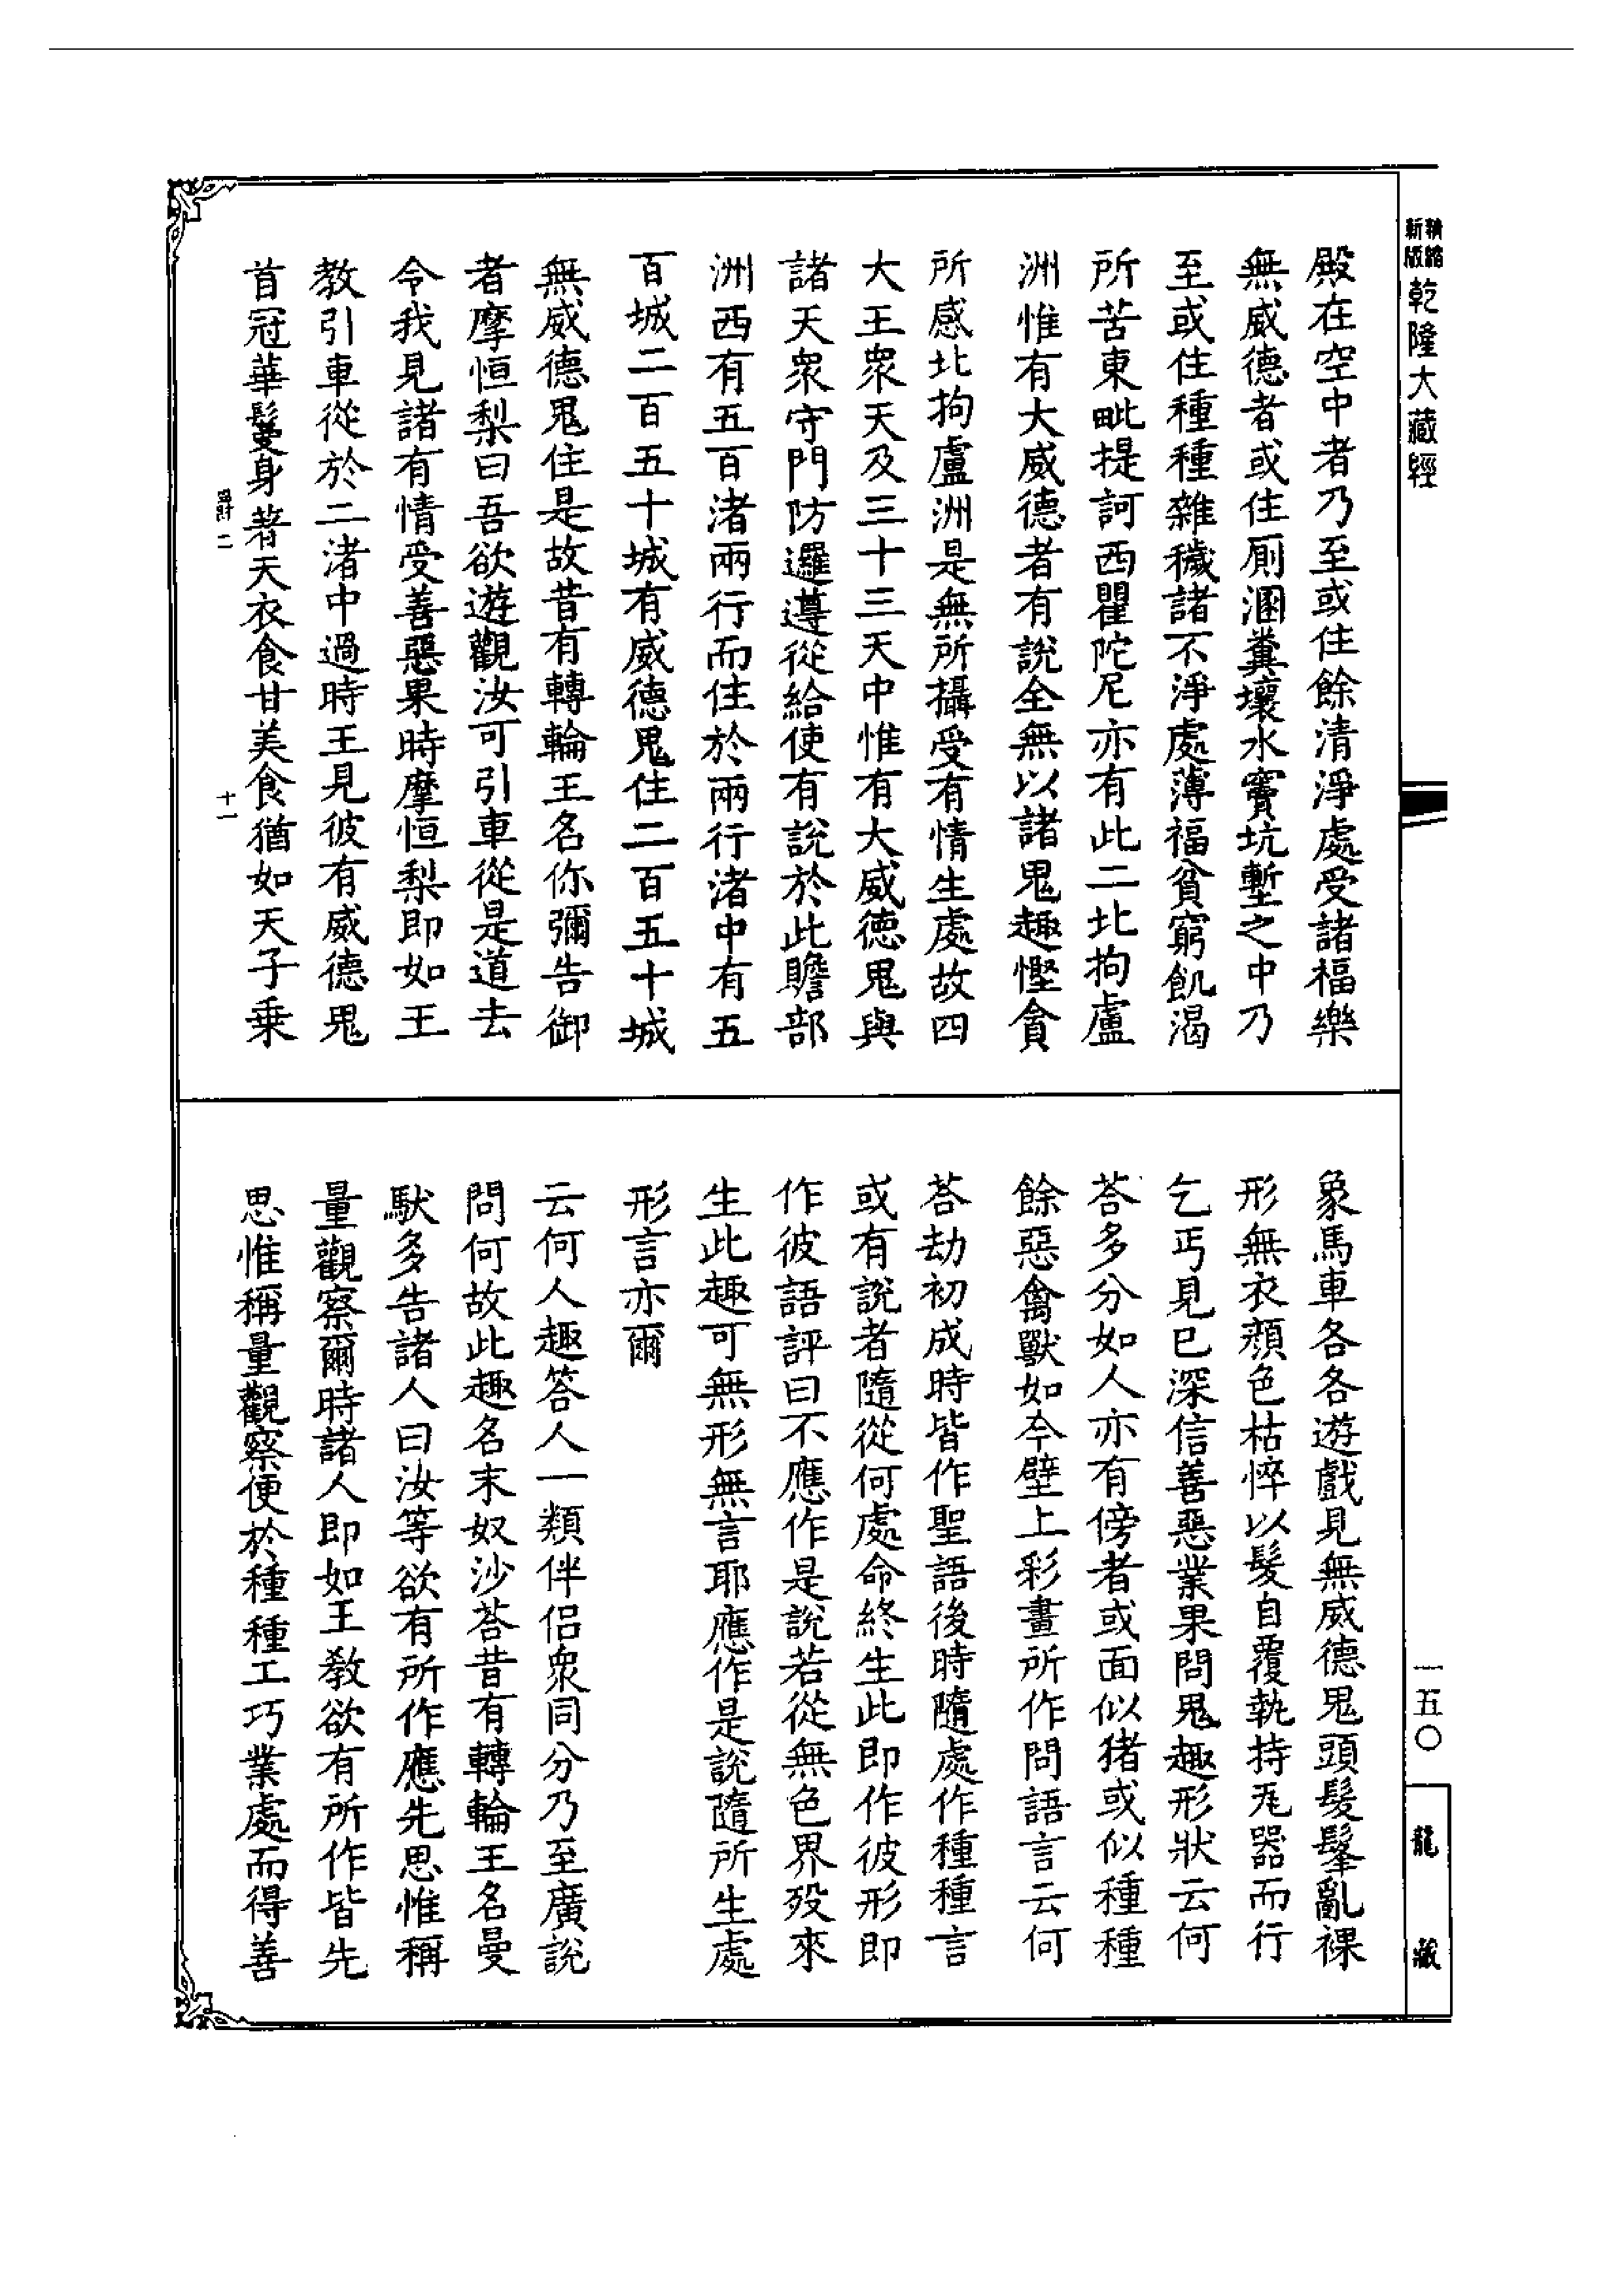 精縮新版
乾隆大藏經
殿在空中者乃至或住餘清淨處受諸福樂
無威德者或住厠溷糞壤水竇坑塹之中乃
至或住種種雜穢諸不淨處薄福貧窮飢渴
所苦東毗提訶西瞿陀尼亦有此二北拘盧
洲惟有大威德者有說全無以諸鬼趣慳貪
所感北拘盧洲是無所攝受有情生處故四
大王衆天及三十三天中惟有大威德鬼與
諸天衆守門防邏遵從給使有說於此贍部
洲西有五百渚兩行而住於兩行渚中有五
百城二百五十城有威德鬼住二百五十城
無威德鬼住是故昔有轉輪王名你彌告御
者摩恒梨曰吾欲遊觀汝可引車從是道去
令我見諸有情受善惡果時摩恒梨即如王
教引車從於二渚中過時王見彼有威德鬼
首冠華鬘身著天衣食甘美食猶如天子乗
爵二
十一
象馬車各各遊戲見無威德鬼頭髮髼亂裸
形無衣顏色枯悴以髮自覆執持瓦器而行
乞丐見已深信善惡業果問鬼趣形狀云何
荅多分如人亦有傍者或面似猪或似種種
餘惡禽獸如今壁上彩畫所作問語言云何
荅劫初成時皆作聖語後時隨處作種種言
或有說者隨從何處命終生此即作彼形即
作彼語評曰不應作是說若從無色界歿來
生此趣可無形無言耶應作是說隨所生處
形言亦爾
云何人趣答人一類伴侣衆同分乃至廣說
問何故此趣名末奴沙荅昔有轉輪王名曼
馱多告諸人曰汝等欲有所作應先思惟稱
量觀察爾時諸人即如王教欲有所作皆先
思惟稱量觀察便於種種工巧業處而得善
一五〇
龍藏